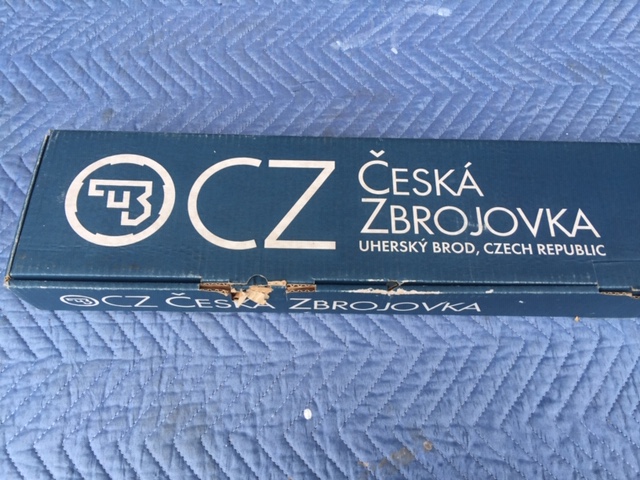 CZ ČESKÁ
ZBROJOVKA
UHERSKÝ BROD, CZECH REPUBLIC
CZ ČESKÁ ZBROJOVKA